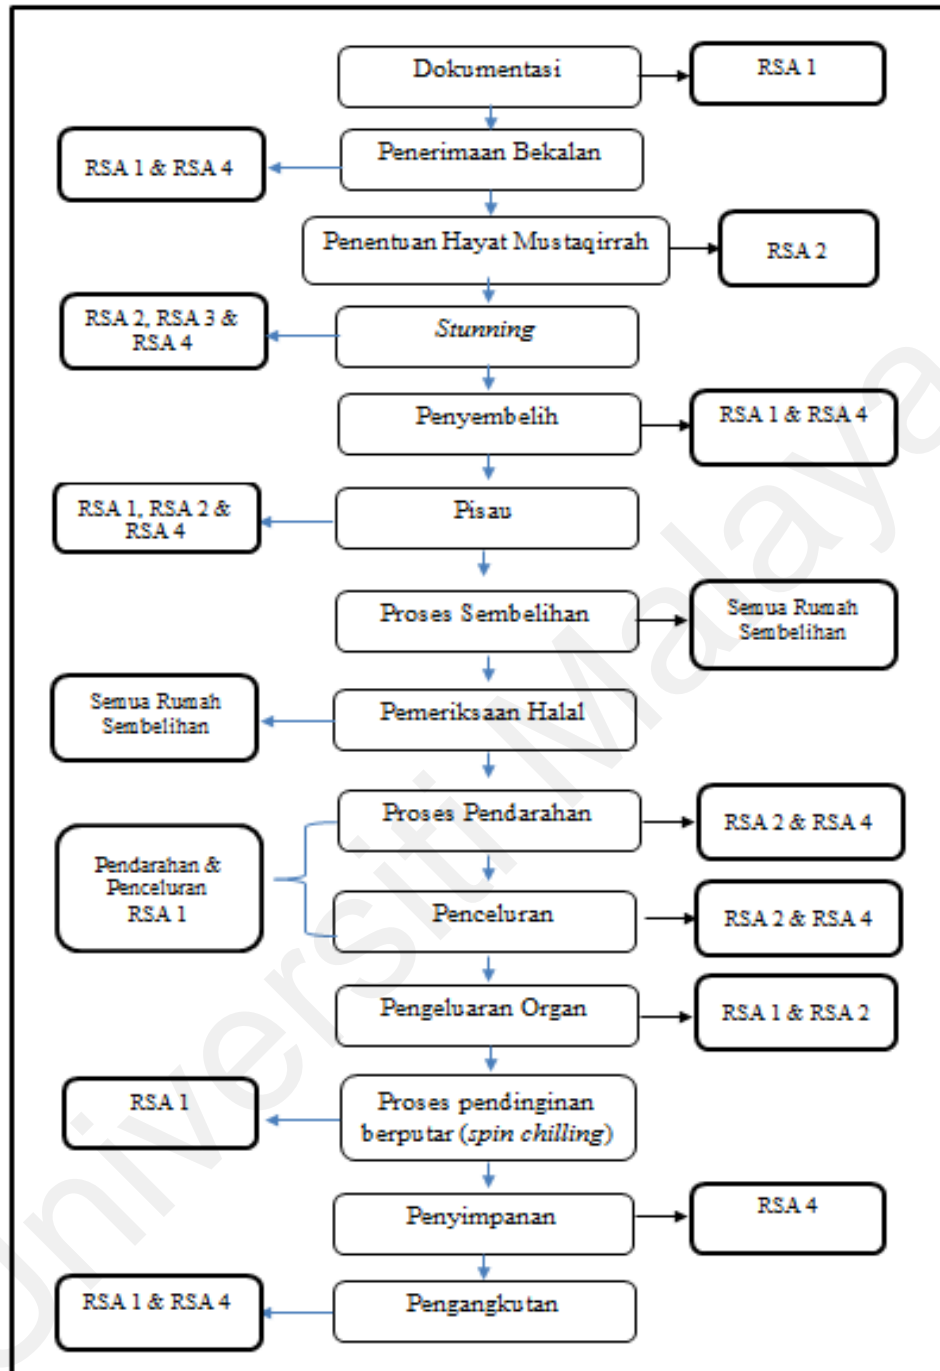 Dokumentasi
RSA 1
Penerimaan Bekalan
RSA 1 & RSA 4
Penentuan Hayat Mustaqirrah
RSA 2
Stunning
RSA 2, RSA 3 &
RSA 4
Penyembelih
RSA 1 & RSA 4
Pisau
RSA 1, RSA 2 &
RSA 4
Proses Sembelihan
Semua Rumah
Sembelihan
Pemeriksaan Halal
Semua Rumah
Sembelihan
Proses Pendarahan
RSA 2 & RSA 4
Pendarahan &
Penceluran
RSA 1
Penceluran
RSA 2 & RSA 4
Pengeluaran Organ
RSA 1 & RSA 2
Proses pendinginan
berputar (spin chilling)
RSA 1
Penyimpanan
RSA 4
Pengangkutan
RSA 1 & RSA 4
Universiti Malaya